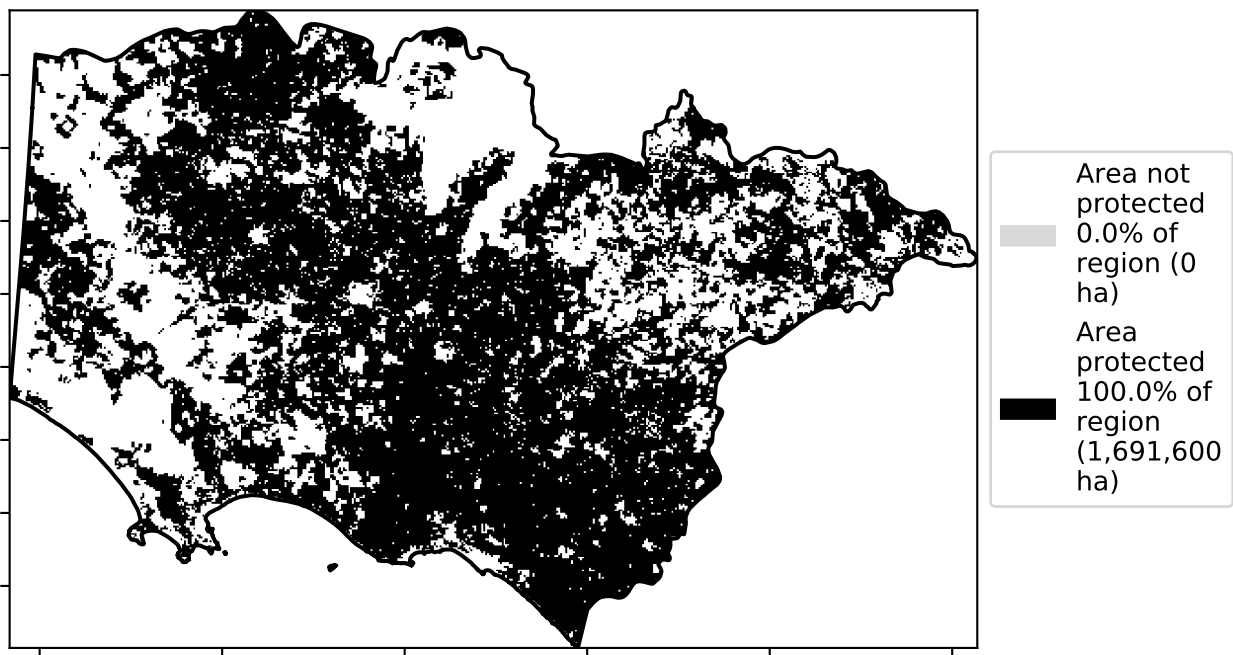 Area not
protected
0.0% of
region (0
ha)
Area
protected
100.0% of
region
(1,691,600
ha)